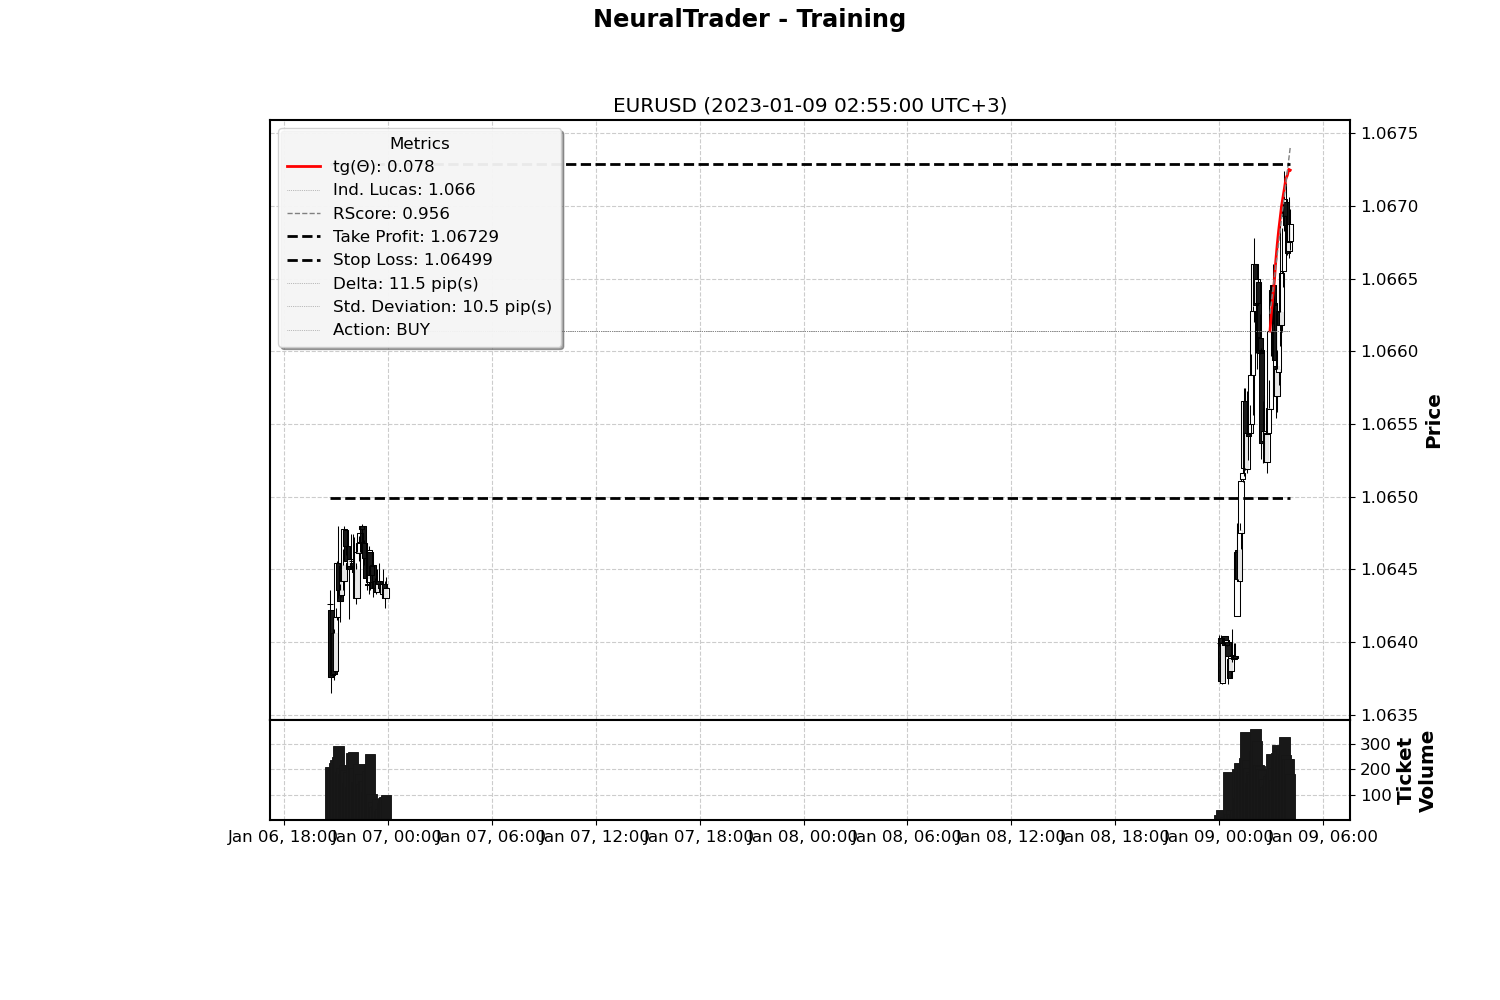 NeuralTrader - Training
EURUSD (2023-01-09 02:55:00 UTC+3)
Metrics
tg(Θ): 0.078
Ind. Lucas: 1.066
RScore: 0.956
Take Profit: 1.06729
Stop Loss: 1.06499
Delta: 11.5 pip(s)
Std. Deviation: 10.5 pip(s)
Action: BUY
1.0675
1.0670
1.0665
1.0660
1.0655
1.0650
1.0645
1.0640
1.0635
Price
300
200
100
Ticket
Volume
Jan 06, 18:00
Jan 07, 00:00
Jan 07, 06:00
Jan 07, 12:00
Jan 07, 18:00
Jan 08, 00:00
Jan 08, 06:00
Jan 08, 12:00
Jan 08, 18:00
Jan 09, 00:00
Jan 09, 06:00